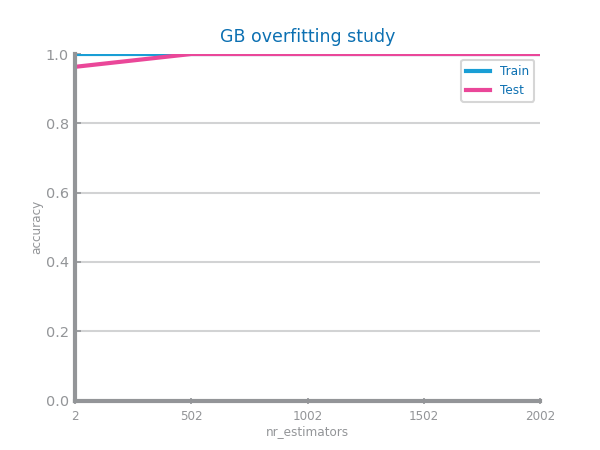 GB overfitting study
1.0
0.8
0.6
0.4
0.2
0.0
accuracy
Train
Test
2 502 1002 1502 2002
nr_estimators